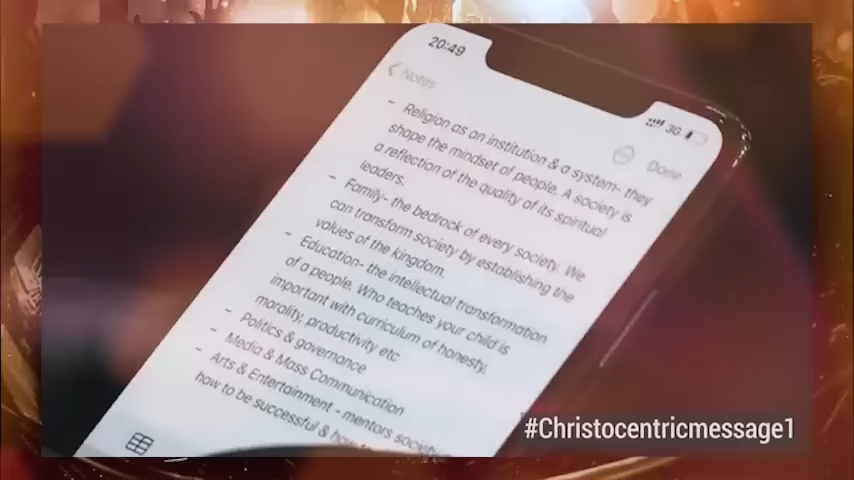 20:49
3G
Notes
Done
- Religion as an institution & a system- they
shape the mindset of people. A society is
a reflection of the quality of its spiritual
leaders.
- Family- the bedrock of every society. We
can transform society by establishing the
values of the kingdom.
- Education- the intellectual transformation
of a people. Who teaches your child is
important with curriculum of honesty,
morality, productivity etc
- Politics & governance
- Media & Mass Communication
- Arts & Entertainment - mentors society
how to be successful &
#Christocentricmessage1